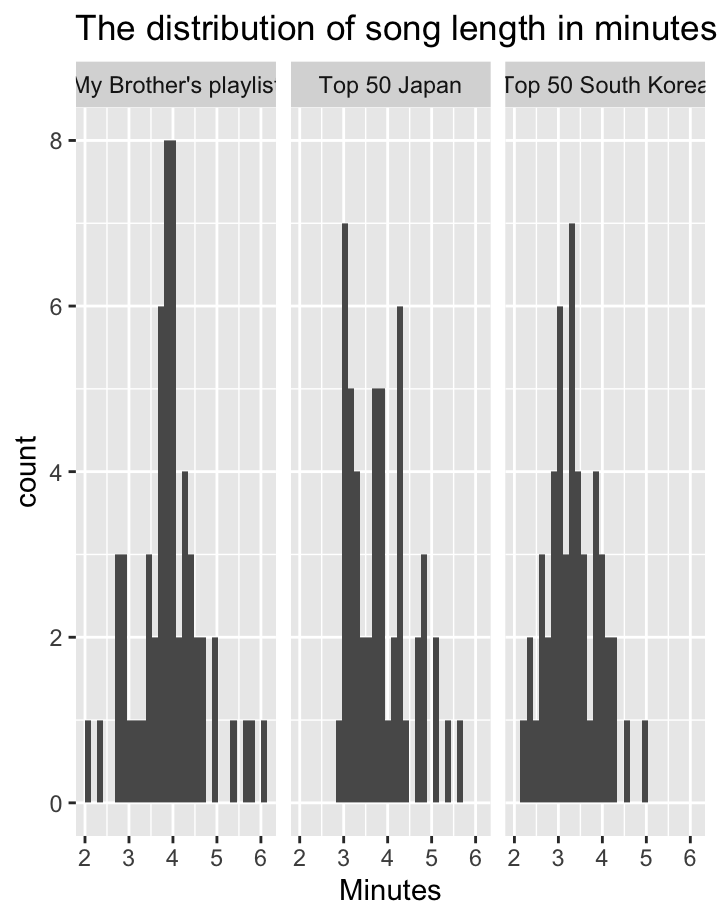 The distribution of song length in minutes
My Brother's playlist
Top 50 Japan
Top 50 South Korea
8
6
4
2
0
count
2 3 4 5 6
2 3 4 5 6
2 3 4 5 6
Minutes